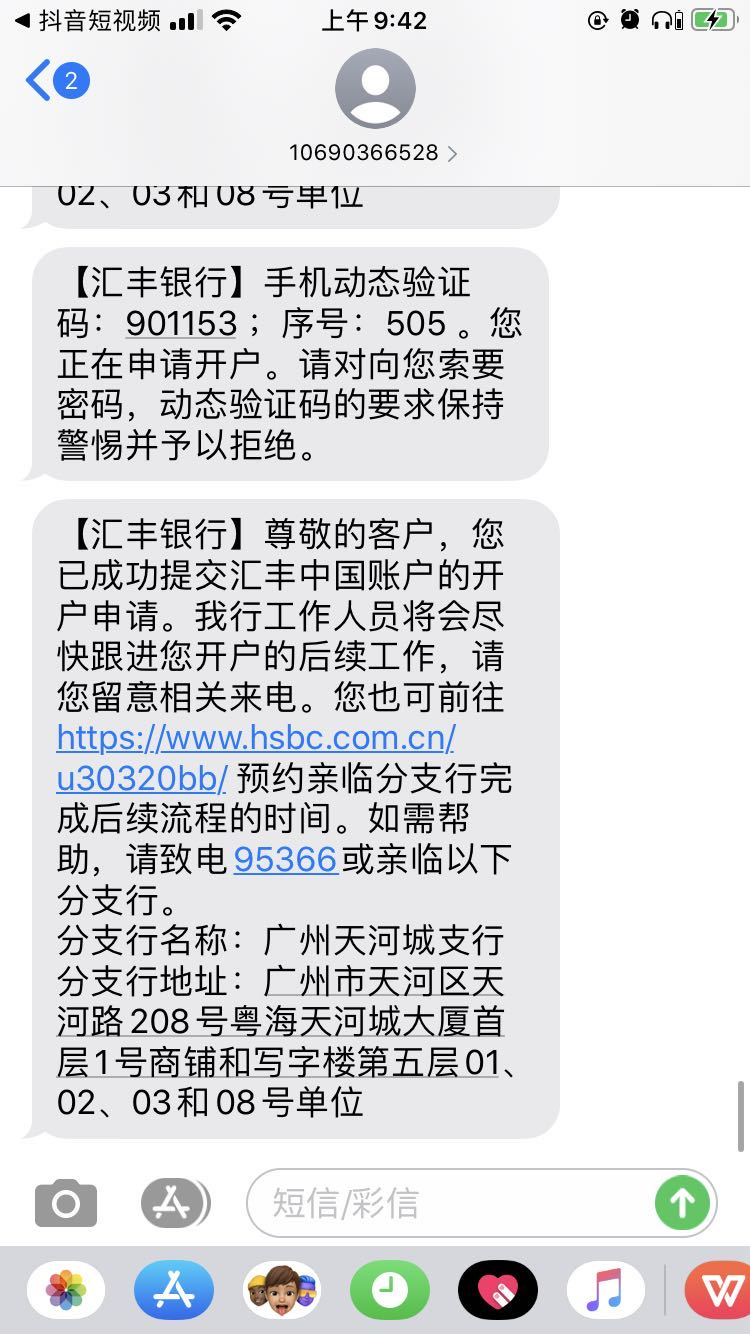 抖音短视频
上午9:42
2
10690366528
02、03和08号单位
【汇丰银行】手机动态验证
码：901153；序号：505。您
正在申请开户。请对向您索要
密码，动态验证码的要求保持
警惕并予以拒绝。
【汇丰银行】尊敬的客户，您
已成功提交汇丰中国账户的开
户申请。我行工作人员将会尽
快跟进您开户的后续工作，请
您留意相关来电。您也可前往
https://www.hsbc.com.cn/
u30320bb/ 预约亲临分支行完
成后续流程的时间。如需帮
助，请致电95366或亲临以下
分支行。
分支行名称：广州天河城支行
分支行地址：广州市天河区天
河路208号粤海天河城大厦首
层1号商铺和写字楼第五层01、
02、03和08号单位
短信/彩信